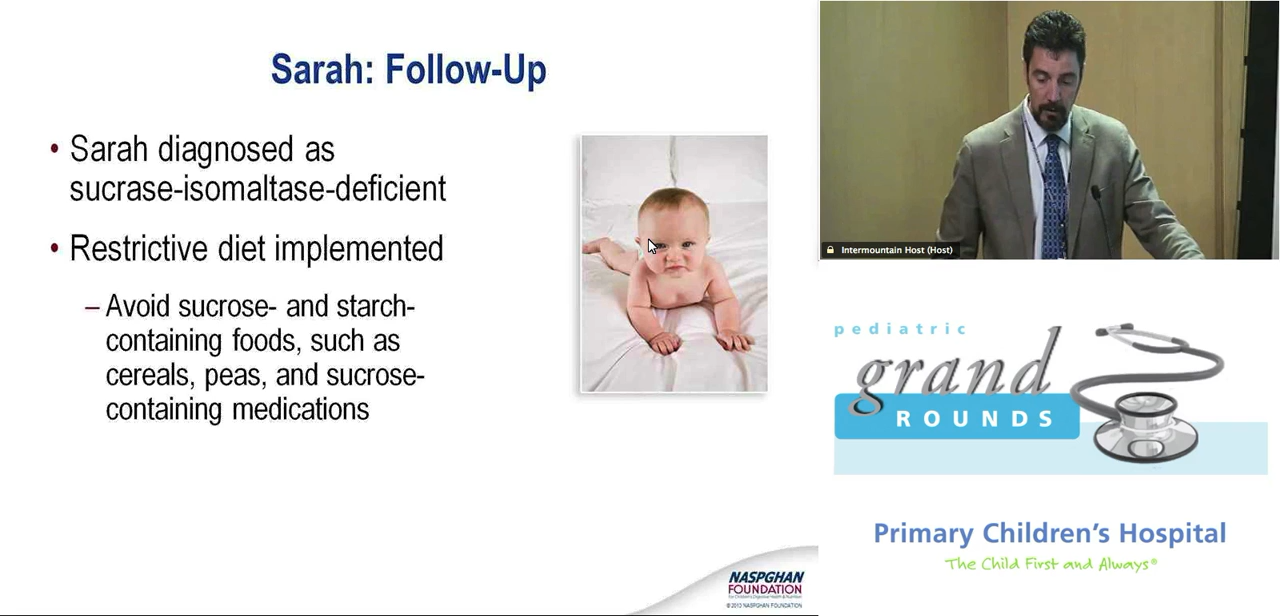 Sarah: Follow-Up
• Sarah diagnosed as
sucrase-isomaltase-deficient
• Restrictive diet implemented
– Avoid sucrose- and starch-
containing foods, such as
cereals, peas, and sucrose-
containing medications
NASPGHAN
FOUNDATION
For Children's Digestive Health & Nutrition
© 2013 NASPGHAN FOUNDATION
Intermountain Host (Host)
pediatric
grand
ROUNDS
Primary Children's Hospital
The Child First and Always®